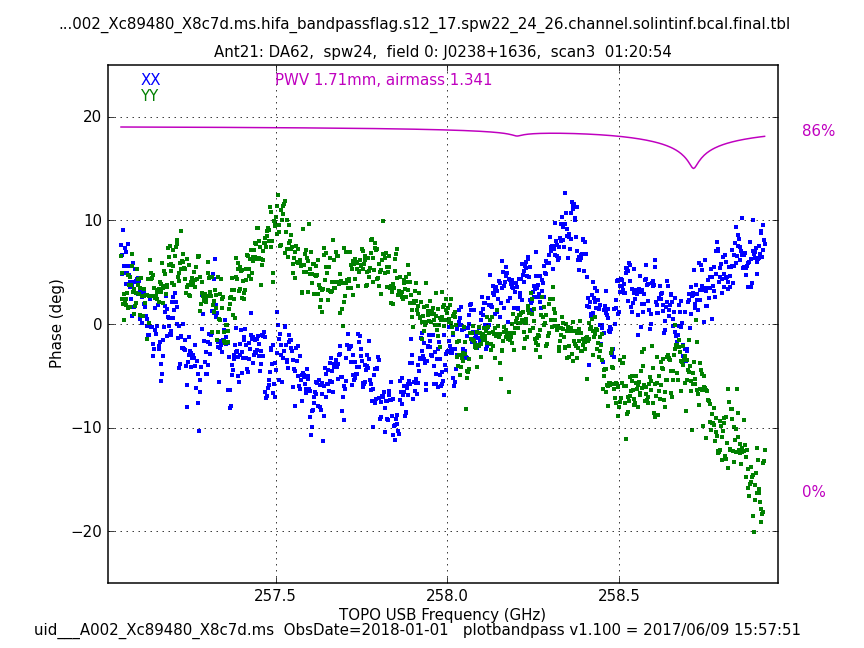 ...002_Xc89480_X8c7d.ms.hifa_bandpassflag.s12_17.spw22_24_26.channel.solintinf.bcal.final.tbl
Ant21: DA62, spw24, field 0: J0238+1636, scan3 01:20:54
XX
PWV 1.71mm, airmass 1.341
YY
20
86%
10
0
Phase (deg)
−10
0%
−20
257.5
258.0
258.5
TOPO USB Frequency (GHz)
uid___A002_Xc89480_X8c7d.ms ObsDate=2018-01-01 plotbandpass v1.100 = 2017/06/09 15:57:51